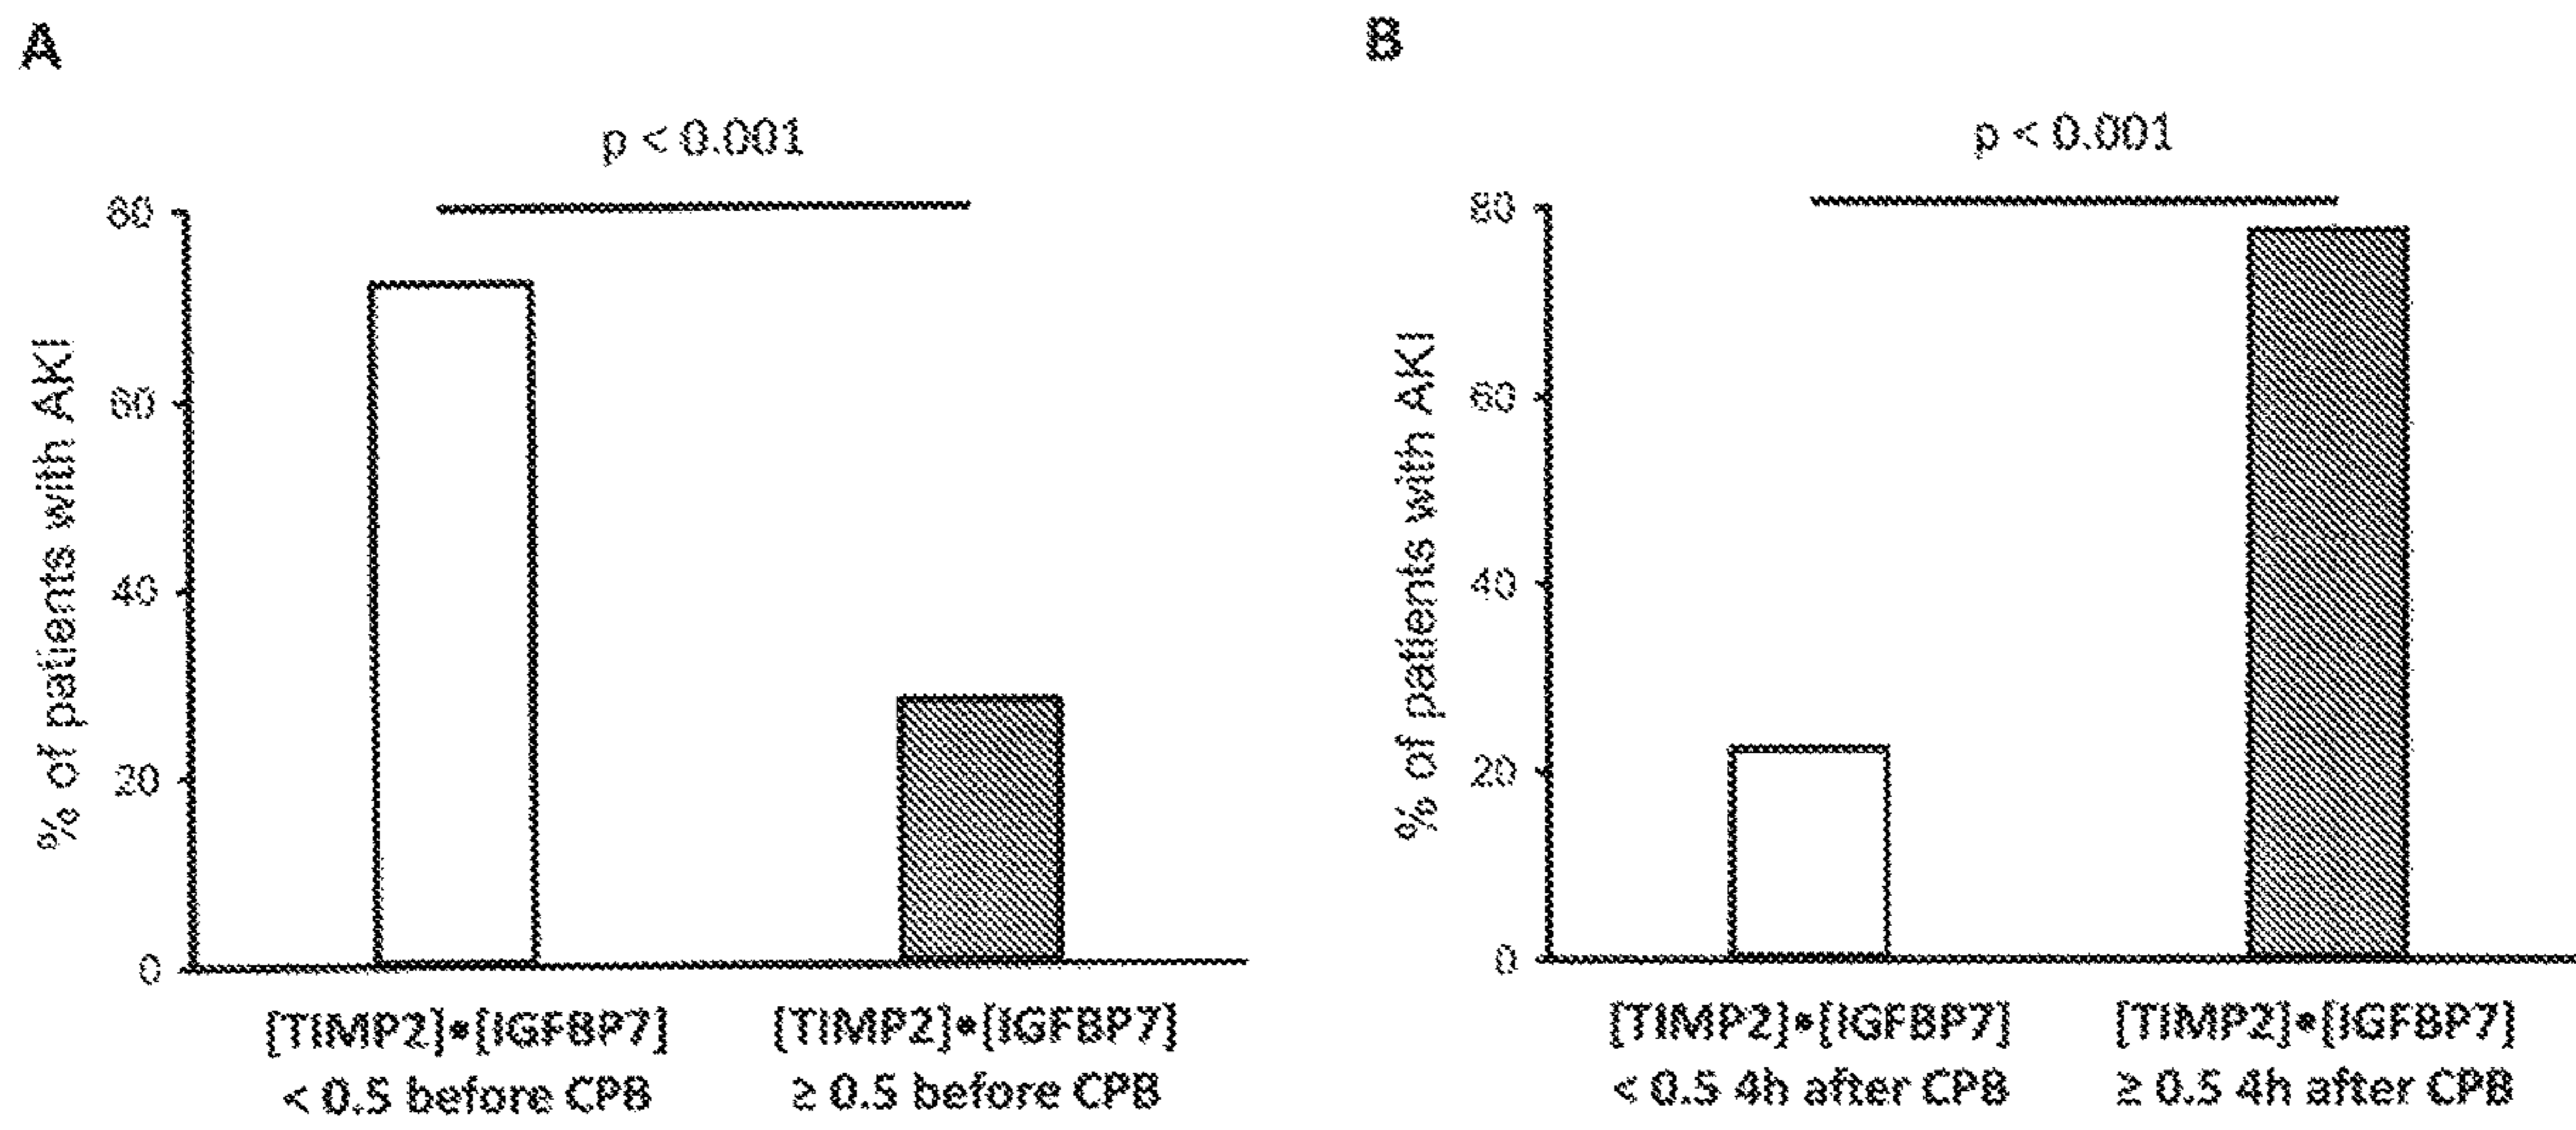 A
p < 0.001
80
60
40
20
0
% of patients with AKI
[TIMP2]•[IGFBP7]
< 0.5 before CPB
[TIMP2]•[IGFBP7]
≥ 0.5 before CPB
B
p < 0.001
80
60
40
20
0
% of patients with AKI
[TIMP2]•[IGFBP7]
< 0.5 4h after CPB
[TIMP2]•[IGFBP7]
≥ 0.5 4h after CPB